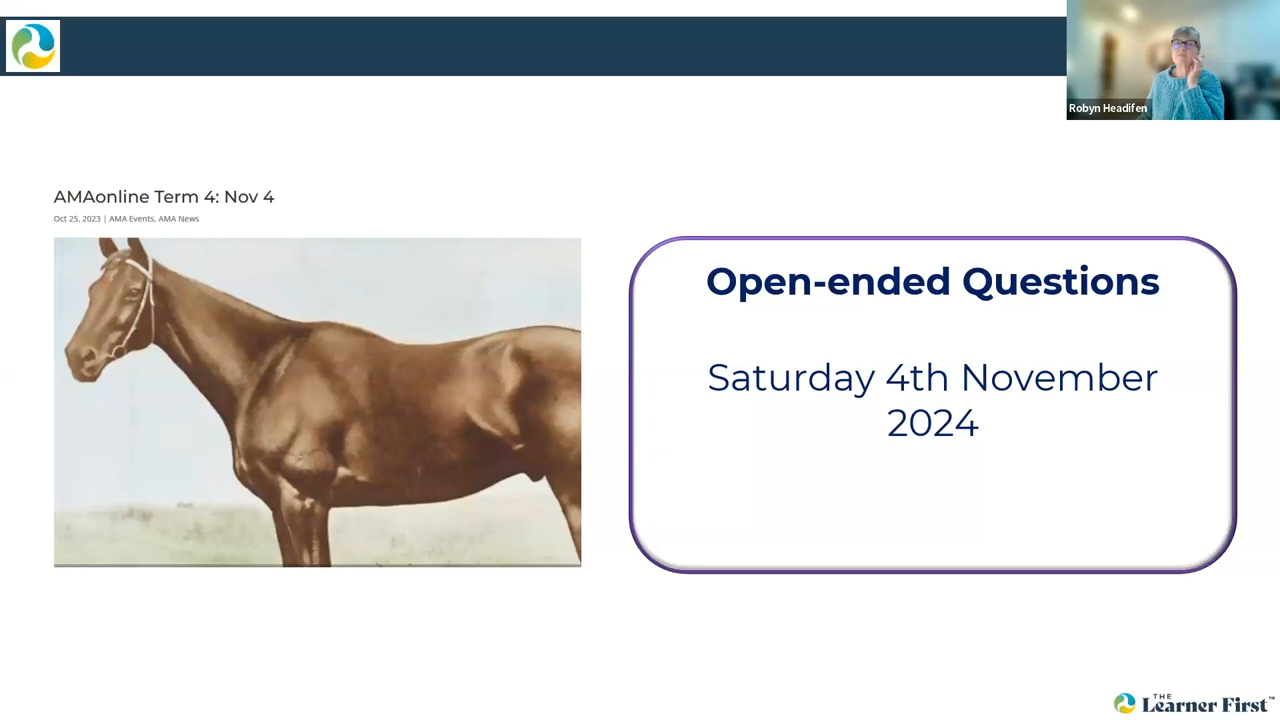 Robyn Headifen
AMAonline Term 4: Nov 4
Oct 25, 2023 | AMA Events, AMA News
Open-ended Questions
Saturday 4th November
2024
THE
Learner First™